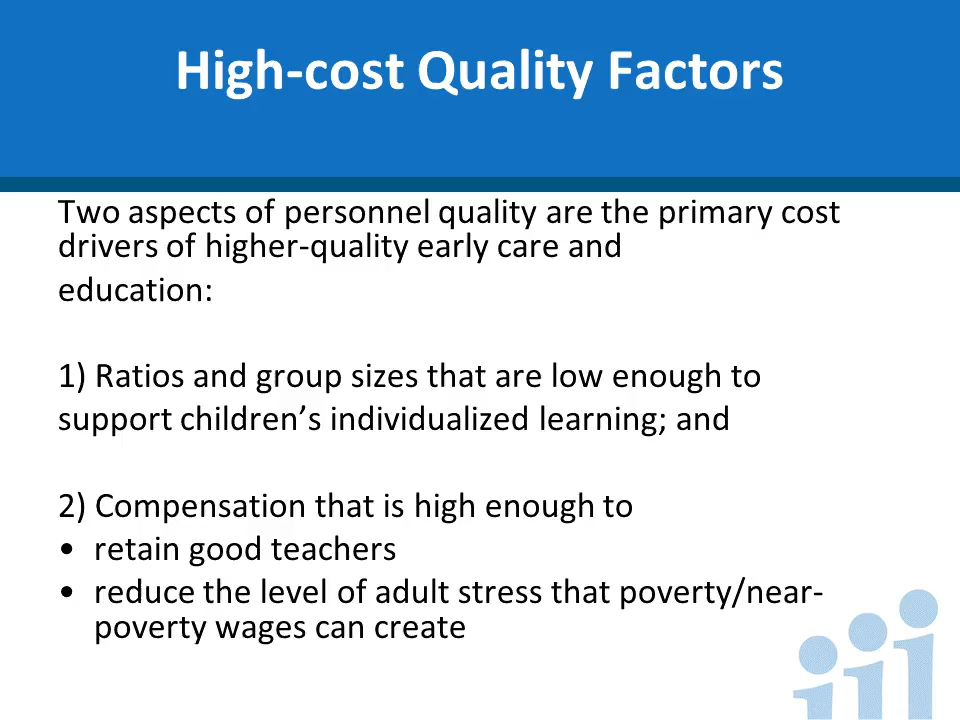 High-cost Quality Factors
Two aspects of personnel quality are the primary cost
drivers of higher-quality early care and
education:
1) Ratios and group sizes that are low enough to
support children’s individualized learning; and
2) Compensation that is high enough to
• retain good teachers
• reduce the level of adult stress that poverty/near-
poverty wages can create